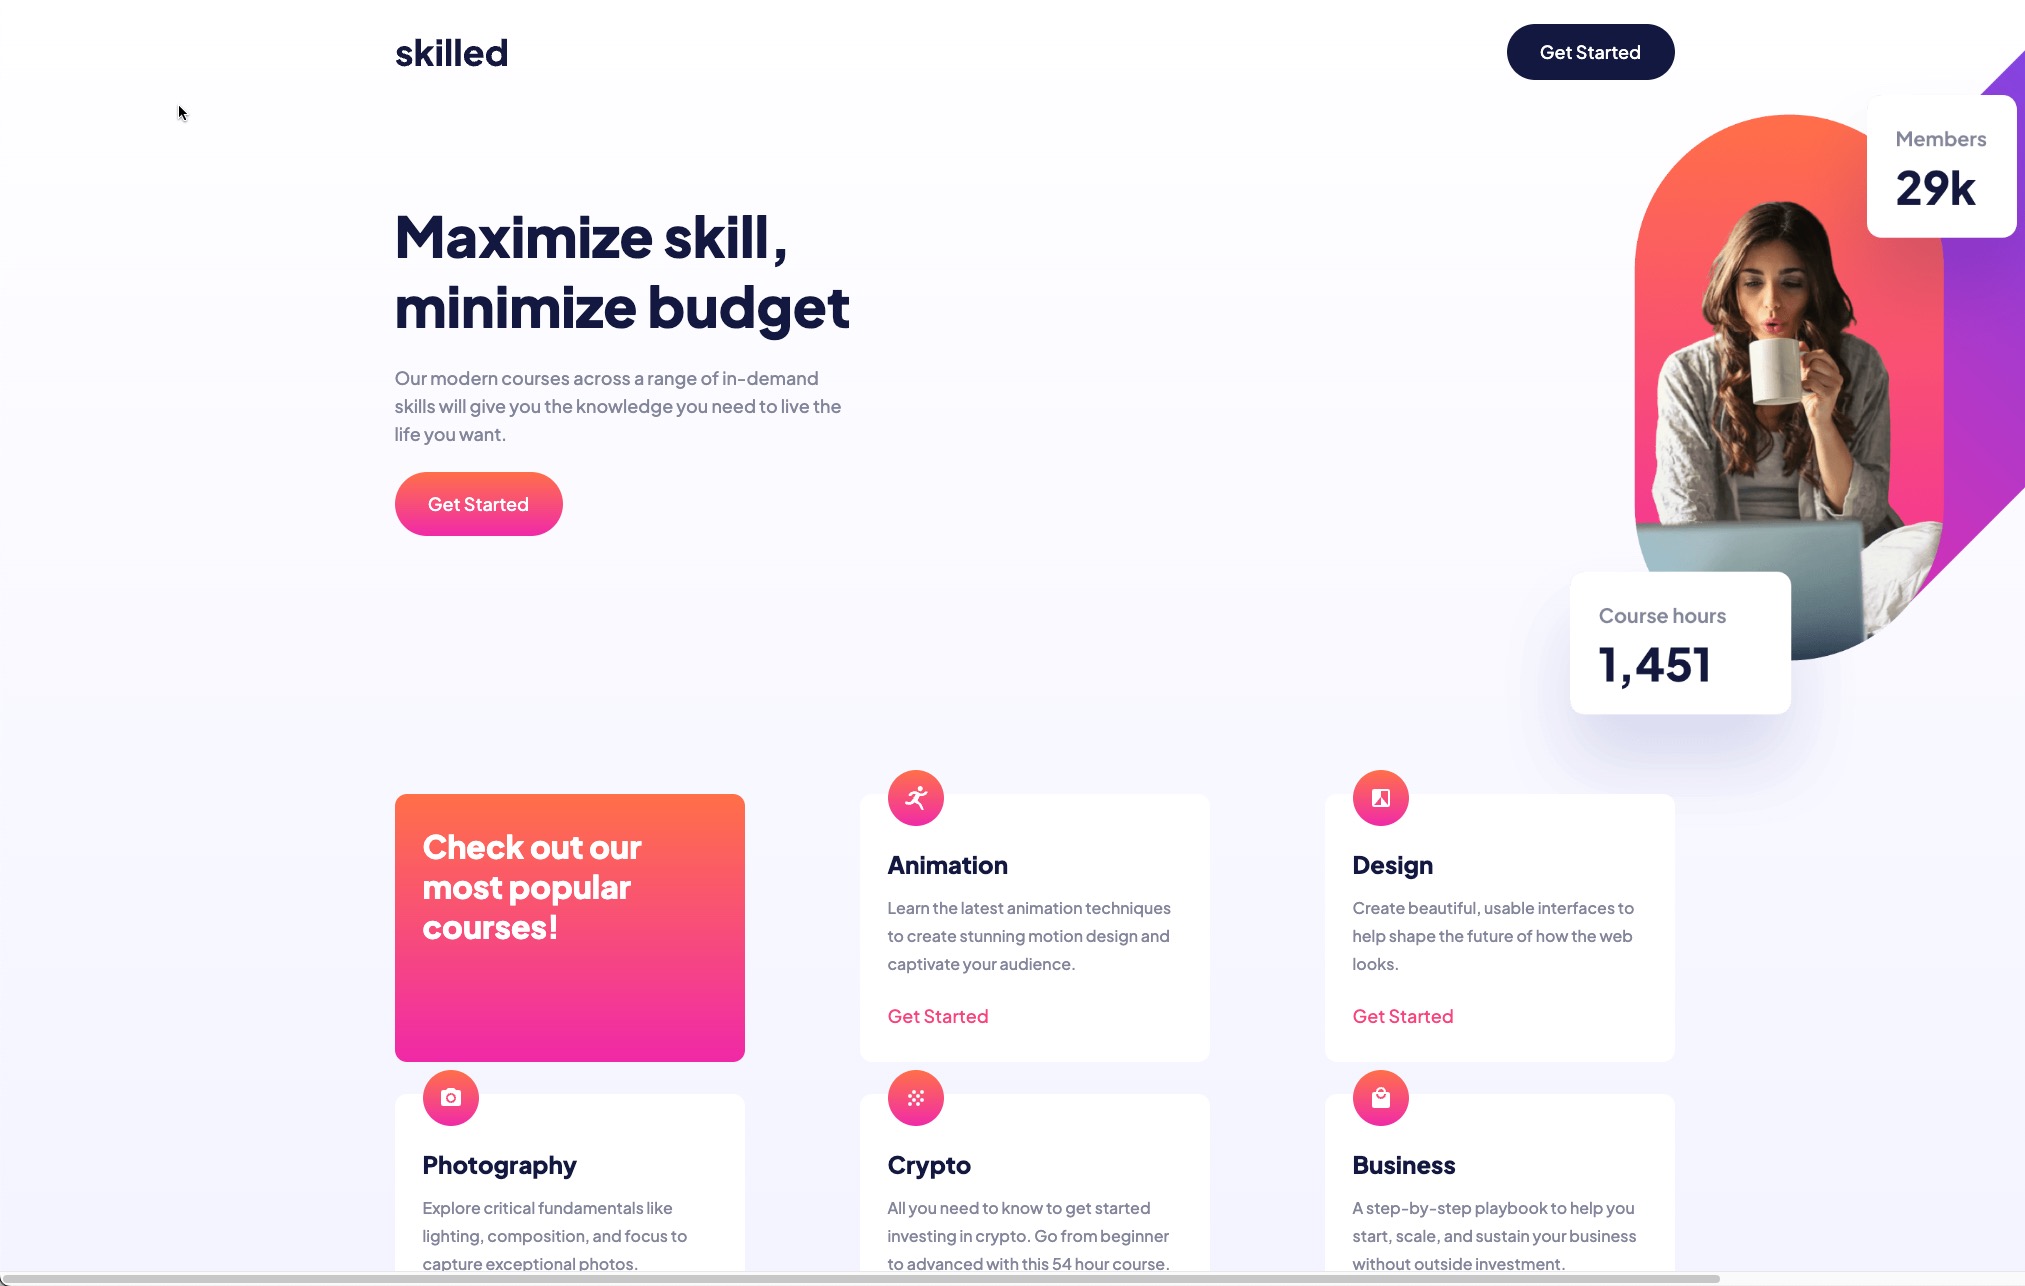 skilled
Get Started
Members
29k
Maximize skill,
minimize budget
Our modern courses across a range of in-demand
skills will give you the knowledge you need to live the
life you want.
Get Started
Course hours
1,451
Check out our
most popular
courses!
Animation
Learn the latest animation techniques
to create stunning motion design and
captivate your audience.
Get Started
Design
Create beautiful, usable interfaces to
help shape the future of how the web
looks.
Get Started
Photography
Explore critical fundamentals like
lighting, composition, and focus to
capture exceptional photos.
Crypto
All you need to know to get started
investing in crypto. Go from beginner
to advanced with this 54 hour course.
Business
A step-by-step playbook to help you
start, scale, and sustain your business
without outside investment.